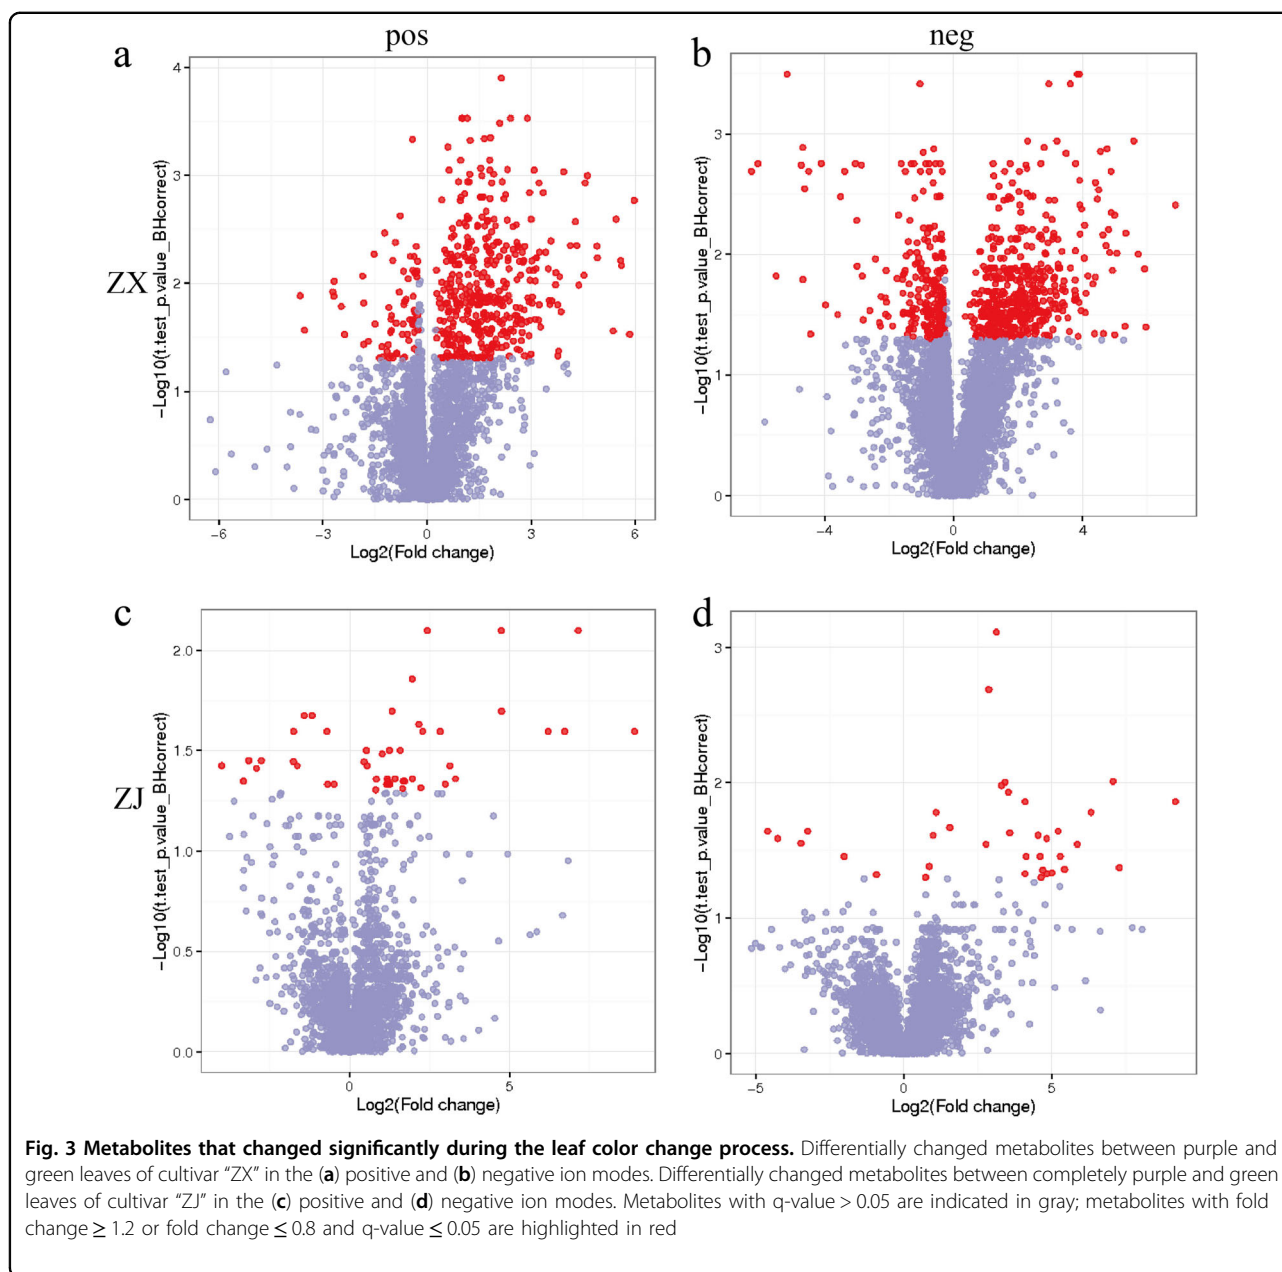 pos
neg
a
4
3
2
1
0
−6
−3
0
3
6
−Log10(t.test_p.value_BHcorrect)
Log2(Fold change)
b
3
2
1
0
−4
0
4
−Log10(t.test_p.value_BHcorrect)
Log2(Fold change)
ZX
c
2.0
1.5
1.0
0.5
0.0
0
5
−Log10(t.test_p.value_BHcorrect)
Log2(Fold change)
d
3
2
1
0
−5
0
5
−Log10(t.test_p.value_BHcorrect)
Log2(Fold change)
ZJ
Fig. 3 Metabolites that changed significantly during the leaf color change process. Differentially changed metabolites between purple and
green leaves of cultivar “ZX” in the (a) positive and (b) negative ion modes. Differentially changed metabolites between completely purple and green
leaves of cultivar “ZJ” in the (c) positive and (d) negative ion modes. Metabolites with q-value > 0.05 are indicated in gray; metabolites with fold
change ≥ 1.2 or fold change ≤ 0.8 and q-value ≤ 0.05 are highlighted in red